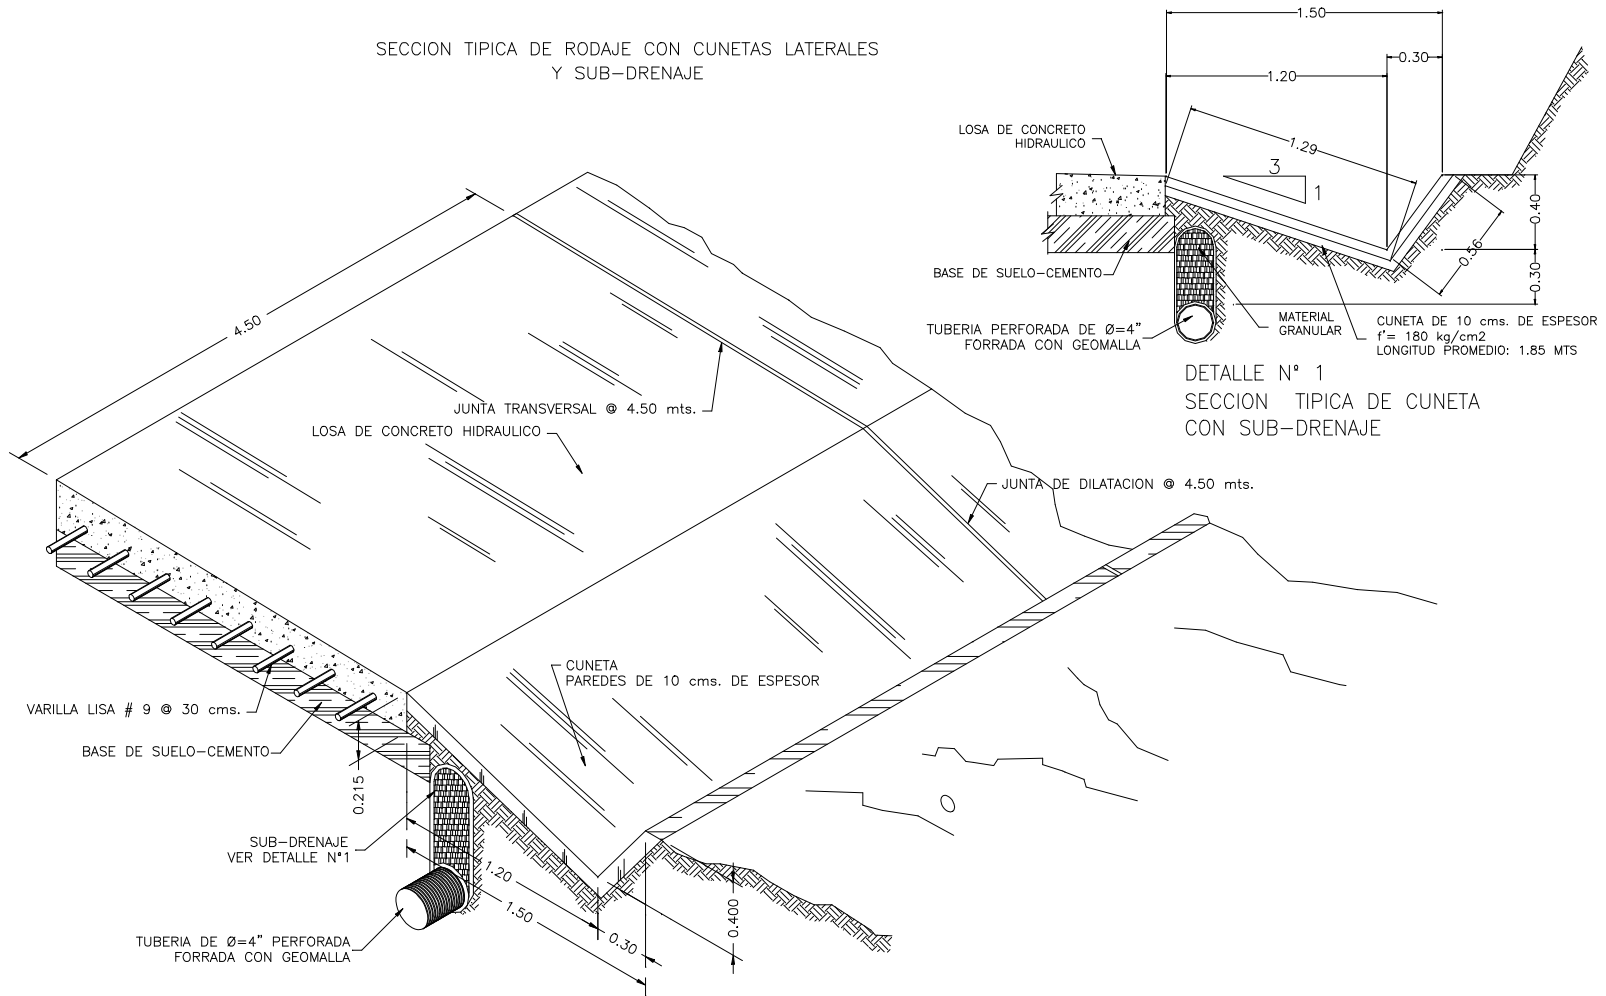 SECCION TIPICA DE RODAJE CON CUNETAS LATERALES
Y SUB-DRENAJE
1.50
0.30
1.20
1.29
3
1
0.40
0.56
0.30
LOSA DE CONCRETO
HIDRAULICO
BASE DE SUELO-CEMENTO
TUBERIA PERFORADA DE Ø=4"
FORRADA CON GEOMALLA
MATERIAL
GRANULAR
CUNETA DE 10 cms. DE ESPESOR
f'= 180 kg/cm2
LONGITUD PROMEDIO: 1.85 MTS
DETALLE N° 1
SECCION TIPICA DE CUNETA
CON SUB-DRENAJE
4.50
JUNTA TRANSVERSAL @ 4.50 mts.
LOSA DE CONCRETO HIDRAULICO
JUNTA DE DILATACION @ 4.50 mts.
CUNETA
PAREDES DE 10 cms. DE ESPESOR
VARILLA LISA # 9 @ 30 cms.
BASE DE SUELO-CEMENTO
0.215
SUB-DRENAJE
VER DETALLE N°1
1.20
1.50
0.30
0.400
TUBERIA DE Ø=4" PERFORADA
FORRADA CON GEOMALLA